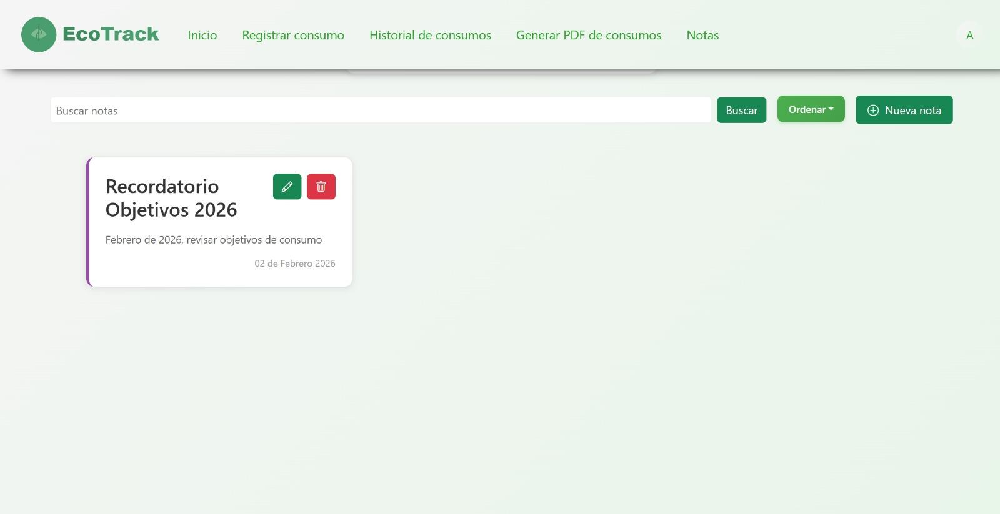 EcoTrack
Inicio
Registrar consumo
Historial de consumos
Generar PDF de consumos
Notas
A
Buscar notas
Buscar
Ordenar
Nueva nota
Recordatorio
Objetivos 2026
Febrero de 2026, revisar objetivos de consumo
02 de Febrero 2026